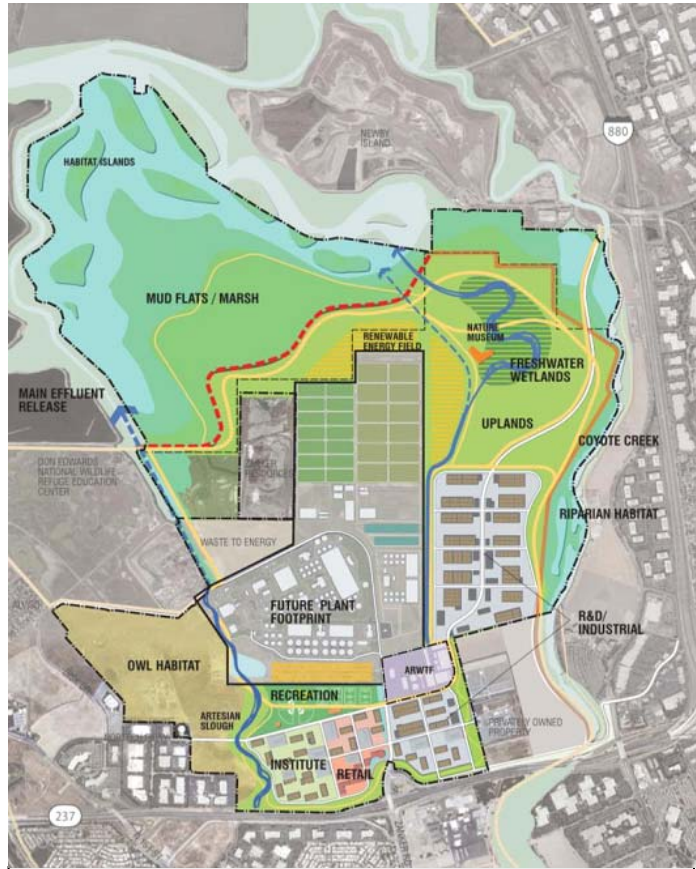 880
NEWBY
ISLAND
HABITAT ISLANDS
MUD FLATS / MARSH
NATURE
MUSEUM
RENEWABLE
ENERGY FIELD
FRESHWATER
WETLANDS
MAIN EFFLUENT
RELEASE
UPLANDS
COYOTE CREEK
DON EDWARDS
NATIONAL WILDLIFE
REFUGE EDUCATION
CENTER
RIPARIAN HABITAT
WASTE TO ENERGY
ALVISO
FUTURE PLANT
FOOTPRINT
R&D/
INDUSTRIAL
OWL HABITAT
ARWTF
RECREATION
ARTESIAN
SLOUGH
PRIVATELY OWNED
PROPERTY
INSTITUTE
RETAIL
237